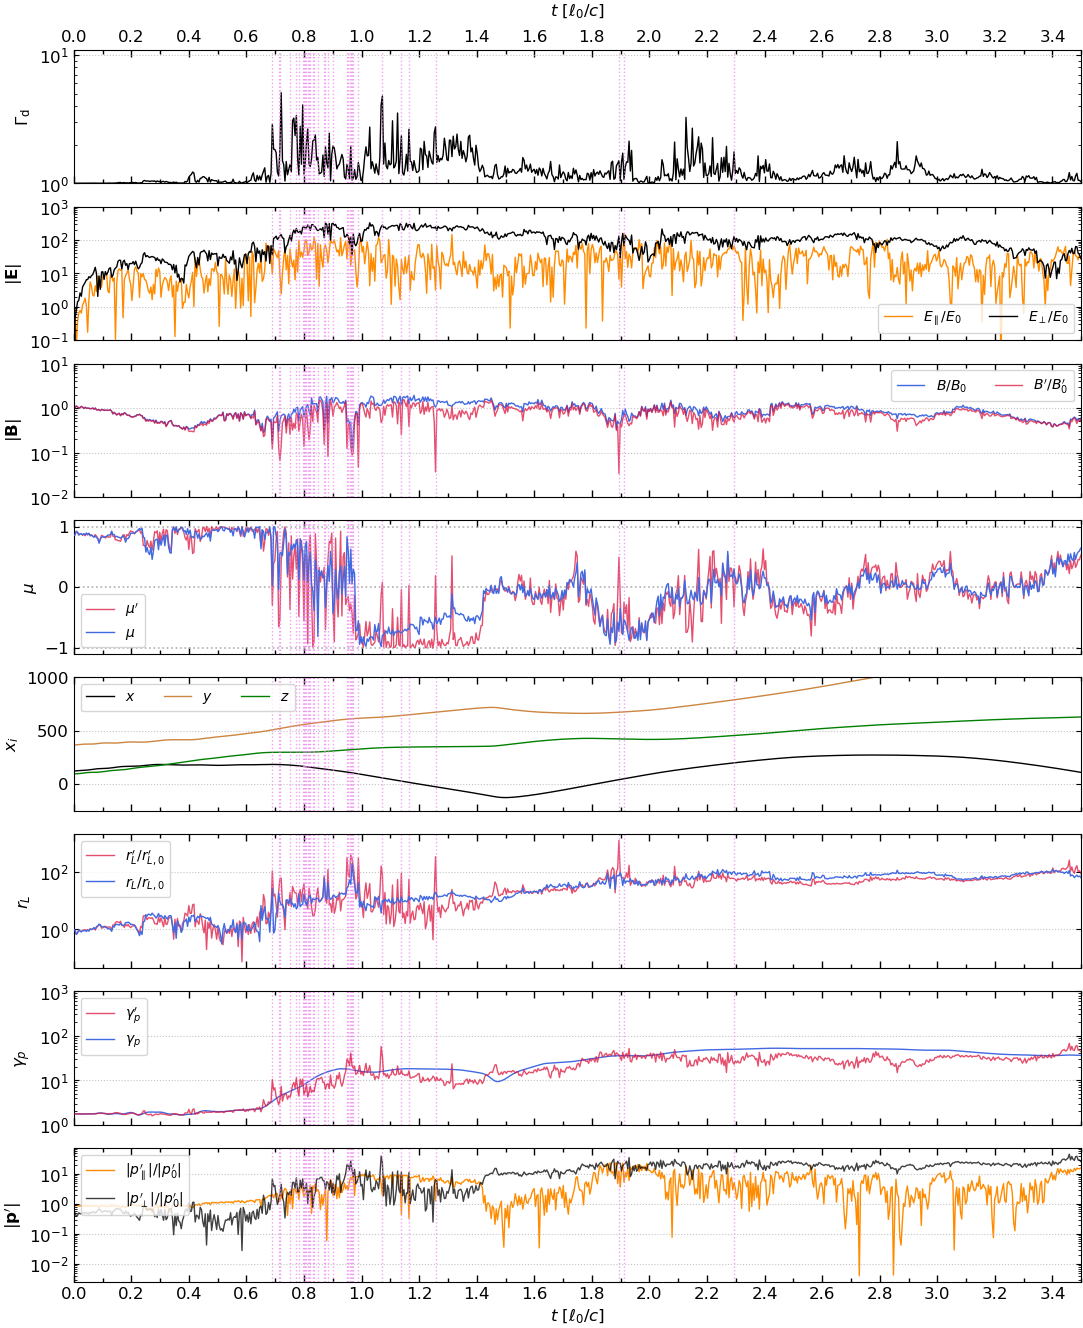 t [ℓ₀/c]
0.0 0.2 0.4 0.6 0.8 1.0 1.2 1.4 1.6 1.8 2.0 2.2 2.4 2.6 2.8 3.0 3.2 3.4
10¹
Γ_d
10⁰
10³
10²
|E|
10¹
10⁰
E_∥/E₀ E_⊥/E₀
10⁻¹
10¹
B/B₀ B′/B′₀
10⁰
|B|
10⁻¹
10⁻²
1
μ
0
μ′
μ
−1
1000
x y z
x_i
500
0
r′_L/r′_{L,0}
r_L/r_{L,0}
10²
r_L
10⁰
10³
γ′_p
γ_p
10²
γ_p
10¹
10⁰
|p′_∥|/|p′₀|
|p′_⊥|/|p′₀|
10¹
10⁰
|p′|
10⁻¹
10⁻²
0.0 0.2 0.4 0.6 0.8 1.0 1.2 1.4 1.6 1.8 2.0 2.2 2.4 2.6 2.8 3.0 3.2 3.4
t [ℓ₀/c]